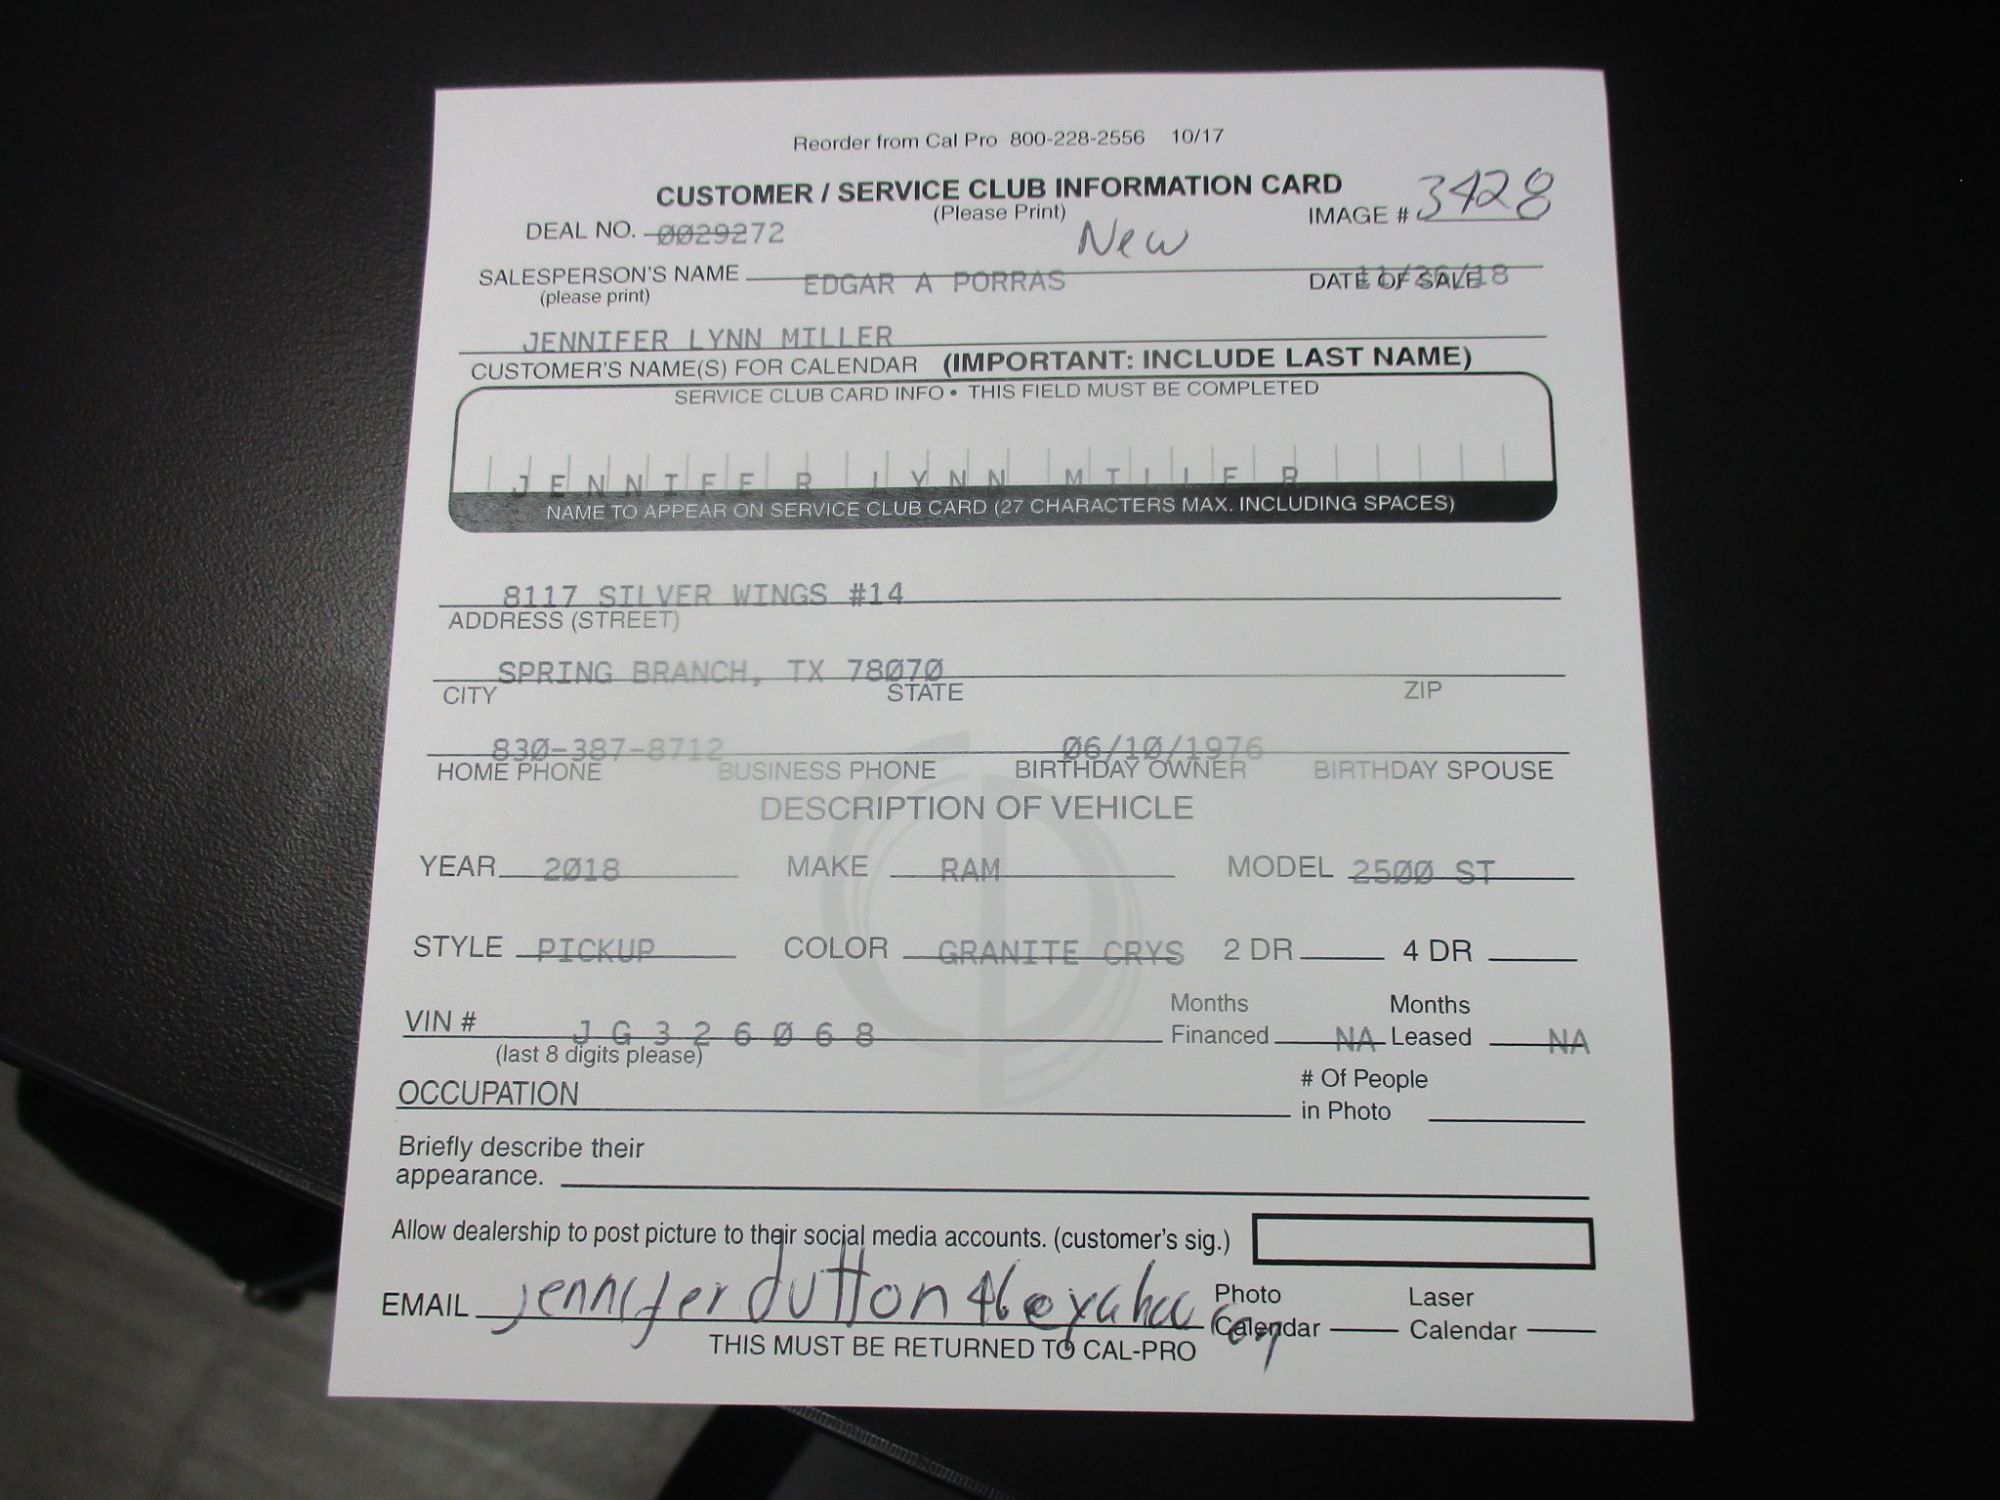 Reorder from Cal Pro 800-228-2556 10/17
CUSTOMER / SERVICE CLUB INFORMATION CARD
(Please Print)
IMAGE # 3428
DEAL NO. 0029272
New
SALESPERSON'S NAME EDGAR A PORRAS DATE OF SALE
(please print)
JENNIFER LYNN MILLER
CUSTOMER'S NAME(S) FOR CALENDAR (IMPORTANT: INCLUDE LAST NAME)
SERVICE CLUB CARD INFO • THIS FIELD MUST BE COMPLETED
JENNIFER LYNN MILLER
NAME TO APPEAR ON SERVICE CLUB CARD (27 CHARACTERS MAX. INCLUDING SPACES)
8117 SILVER WINGS #14
ADDRESS (STREET)
SPRING BRANCH, TX 78070
CITY STATE ZIP
830-387-8712 06/10/1976
HOME PHONE BUSINESS PHONE BIRTHDAY OWNER BIRTHDAY SPOUSE
DESCRIPTION OF VEHICLE
YEAR 2018 MAKE RAM MODEL 2500 ST
STYLE PICKUP COLOR GRANITE CRYS 2 DR 4 DR
VIN # JG326068 Months Financed NA Months Leased NA
(last 8 digits please)
OCCUPATION # Of People in Photo
Briefly describe their
appearance.
Allow dealership to post picture to their social media accounts. (customer's sig.)
EMAIL jenniferdutton46@yahoo.com Photo Calendar Laser Calendar
THIS MUST BE RETURNED TO CAL-PRO